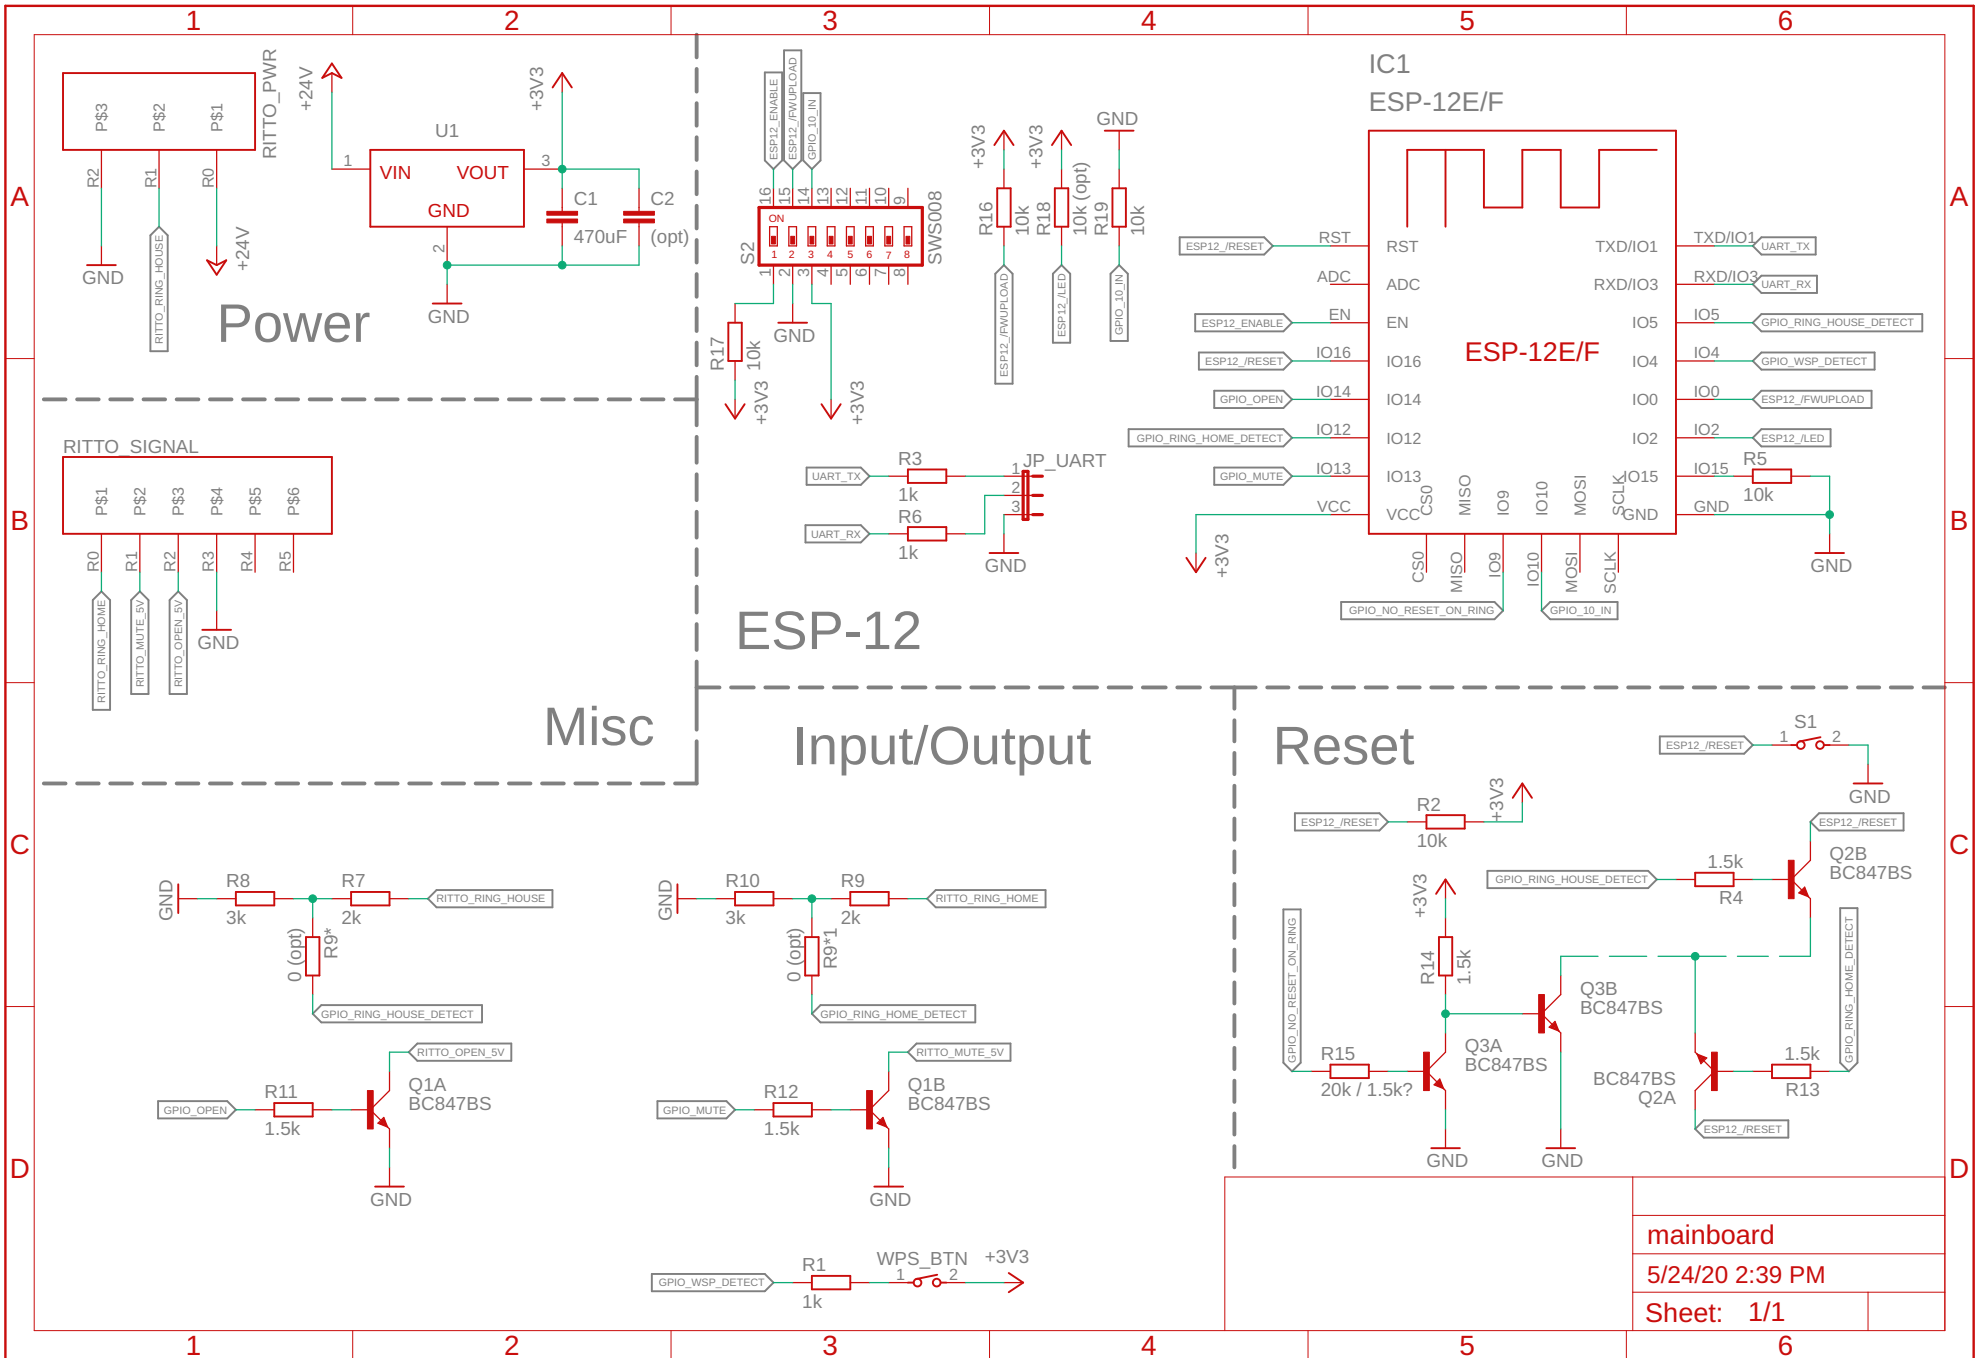 1 2 3 4 5 6
A
B
C
D
A
B
C
D
1 2 3 4 5 6
P$3 P$2 P$1
RITTO_PWR
R2 R1 R0
GND
RITTO_RING_HOUSE
+24V
+24V
+3V3
U1
1 VIN VOUT 3
GND
2
C1
470uF
C2
(opt)
GND
Power
RITTO_SIGNAL
P$1 P$2 P$3 P$4 P$5 P$6
R0 R1 R2 R3 R4 R5
RITTO_RING_HOME
RITTO_MUTE_5V
RITTO_OPEN_5V
GND
Misc
ESP12_ENABLE
ESP12_/FWUPLOAD
GPIO_10_IN
16 15 14 13 12 11 10 9
ON
1 2 3 4 5 6 7 8
S2
SWS008
1 2 3 4 5 6 7 8
R17
10k
GND
+3V3
+3V3
+3V3
R16
10k
ESP12_/FWUPLOAD
+3V3
R18
10k (opt)
ESP12_/LED
GND
R19
10k
GPIO_10_IN
UART_TX
R3
1k
UART_RX
R6
1k
JP_UART
1
2
3
GND
ESP-12
IC1
ESP-12E/F
ESP-12E/F
ESP12_/RESET RST RST
ADC ADC
ESP12_ENABLE EN EN
ESP12_/RESET IO16 IO16
GPIO_OPEN IO14 IO14
GPIO_RING_HOME_DETECT IO12 IO12
GPIO_MUTE IO13 IO13
VCC VCC
+3V3
TXD/IO1 TXD/IO1 UART_TX
RXD/IO3 RXD/IO3 UART_RX
IO5 IO5 GPIO_RING_HOUSE_DETECT
IO4 IO4 GPIO_WSP_DETECT
IO0 IO0 ESP12_/FWUPLOAD
IO2 IO2 ESP12_/LED
IO15 IO15 R5
10k
GND GND
GND
CS0 MISO IO9 IO10 MOSI SCLK
CS0 MISO IO9 IO10 MOSI SCLK
GPIO_NO_RESET_ON_RING
GPIO_10_IN
Input/Output
GND
R8
3k
R7
2k
RITTO_RING_HOUSE
0 (opt)
R9*
GPIO_RING_HOUSE_DETECT
GND
R10
3k
R9
2k
RITTO_RING_HOME
0 (opt)
R9*1
GPIO_RING_HOME_DETECT
RITTO_OPEN_5V
GPIO_OPEN
R11
1.5k
Q1A
BC847BS
GND
RITTO_MUTE_5V
GPIO_MUTE
R12
1.5k
Q1B
BC847BS
GND
GPIO_WSP_DETECT
R1
1k
WPS_BTN
1 2
+3V3
Reset
ESP12_/RESET
S1
1 2
GND
ESP12_/RESET
R2
10k
+3V3
ESP12_/RESET
GPIO_RING_HOUSE_DETECT
1.5k
R4
Q2B
BC847BS
+3V3
R14
1.5k
GPIO_NO_RESET_ON_RING
R15
20k / 1.5k?
Q3A
BC847BS
GND
Q3B
BC847BS
GND
GPIO_RING_HOME_DETECT
1.5k
R13
BC847BS
Q2A
ESP12_/RESET
mainboard
5/24/20 2:39 PM
Sheet: 1/1